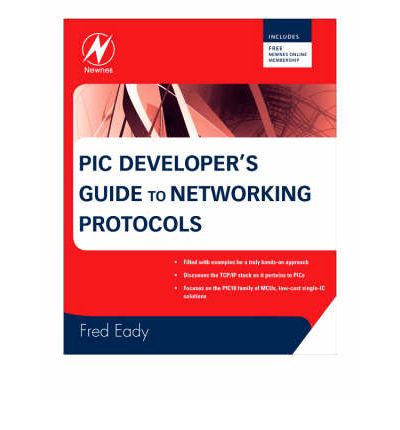 Newnes
INCLUDES
FREE
NEWNES ONLINE
MEMBERSHIP
PIC DEVELOPER'S
GUIDE TO NETWORKING
PROTOCOLS
• Filled with examples for a truly hands-on approach
• Discusses the TCP/IP stack as it pertains to PICs
• Focuses on the PIC18 family of MCUs, low-cost single-IC
solutions
Fred Eady